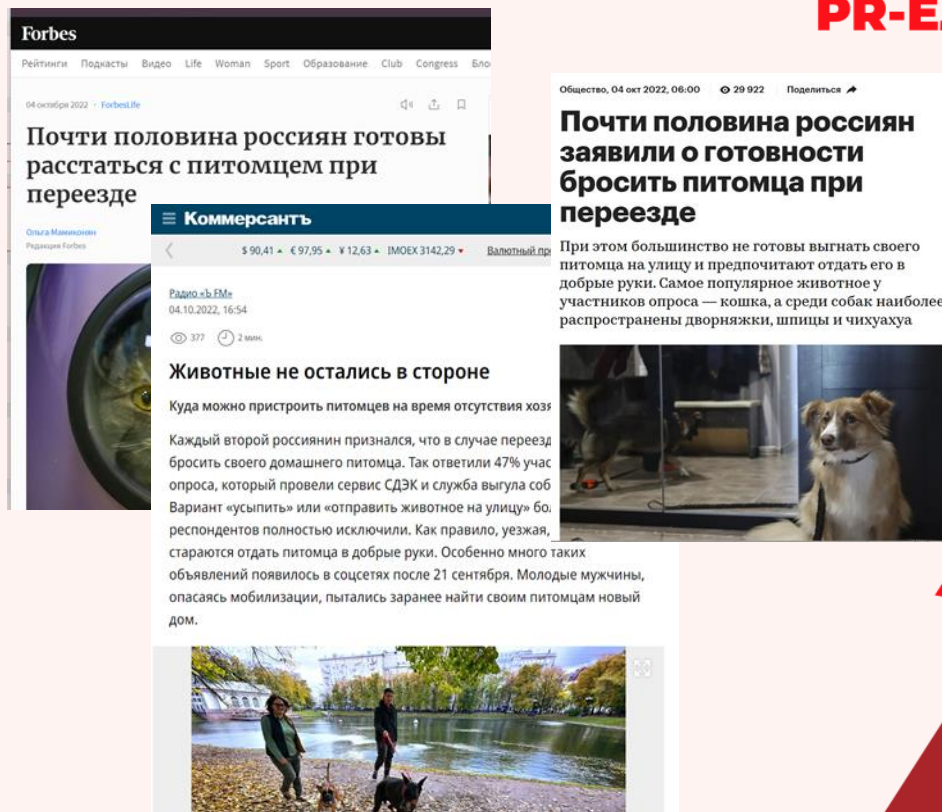 PR-E
Forbes
Рейтинги Подкасты Видео Life Woman Sport Образование Club Congress
04 октября 2022 · ForbesLife
Почти половина россиян готовы
расстаться с питомцем при
переезде
Ольга Мамиконян
Редакция Forbes
Общество, 04 окт 2022, 06:00 29 922 Поделиться
Почти половина россиян
заявили о готовности
бросить питомца при
переезде
При этом большинство не готовы выгнать своего
питомца на улицу и предпочитают отдать его в
добрые руки. Самое популярное животное у
участников опроса — кошка, а среди собак наиболее
распространены дворняжки, шпицы и чихуахуа
Коммерсантъ
$ 90,41 ▲ € 97,95 ▲ ¥ 12,63 ▲ IMOEX 3142,29 ▼ Валютный
Радио «Ъ FM»
04.10.2022, 16:54
377 2 мин.
Животные не остались в стороне
Куда можно пристроить питомцев на время отсутствия
Каждый второй россиянин признался, что в случае
бросить своего домашнего питомца. Так ответили 47%
опроса, который провели сервис СДЭК и служба выгула
Вариант «усыпить» или «отправить животное на улицу»
респондентов полностью исключили. Как правило, уезжая,
стараются отдать питомца в добрые руки. Особенно много таких
объявлений появилось в соцсетях после 21 сентября. Молодые мужчины,
опасаясь мобилизации, пытались заранее найти своим питомцам новый
дом.